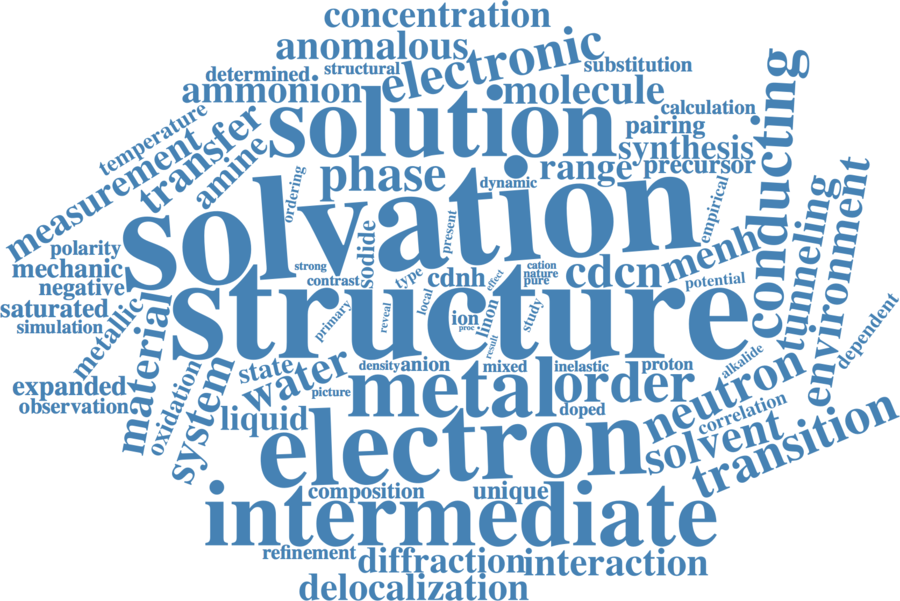 concentration
anomalous
electronic
determined
structural
substitution
ammonion
molecule
conducting
solution
calculation
temperature
transfer
pairing
measurement
amine
synthesis
phase
range
precursor
ordering
dynamic
solvation
empirical
environment
tunneling
present
polarity
sodide
menh
mechanic
strong
contrast
type
cdnh
effect
cation
nature
pure
cdcn
potential
negative
structure
saturated
simulation
metallic
material
primary
reveal
local
ion
proc
linon
result
study
dependent
state
water
density
anion
mixed
inelastic
proton
alkalide
expanded
observation
oxidation
system
picture
metal
order
doped
neutron
correlation
liquid
electron
solvent
transition
composition
unique
intermediate
refinement
diffraction
interaction
delocalization